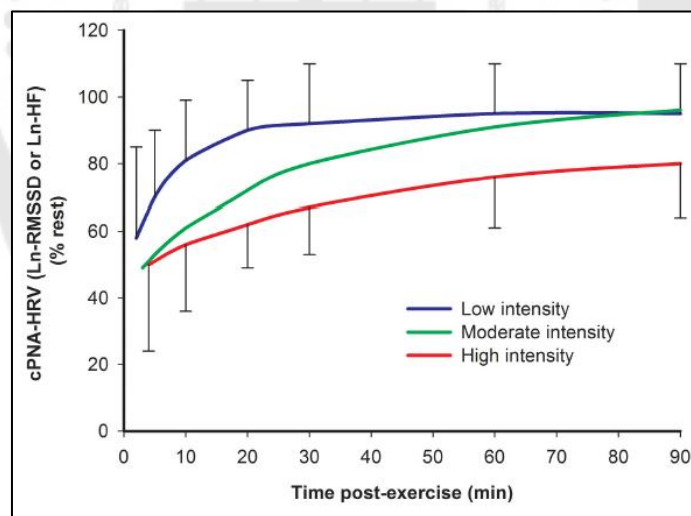 120
100
80
60
40
20
0
cPNA-HRV (Ln-RMSSD or Ln-HF)
(% rest)
Low intensity
Moderate intensity
High intensity
0 10 20 30 40 50 60 70 80 90
Time post-exercise (min)